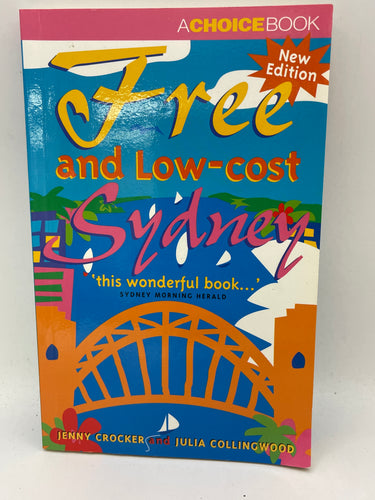 A CHOICE BOOK
New
Edition
Free
and Low-cost
Sydney
'this wonderful book...'
SYDNEY MORNING HERALD
JENNY CROCKER and JULIA COLLINGWOOD